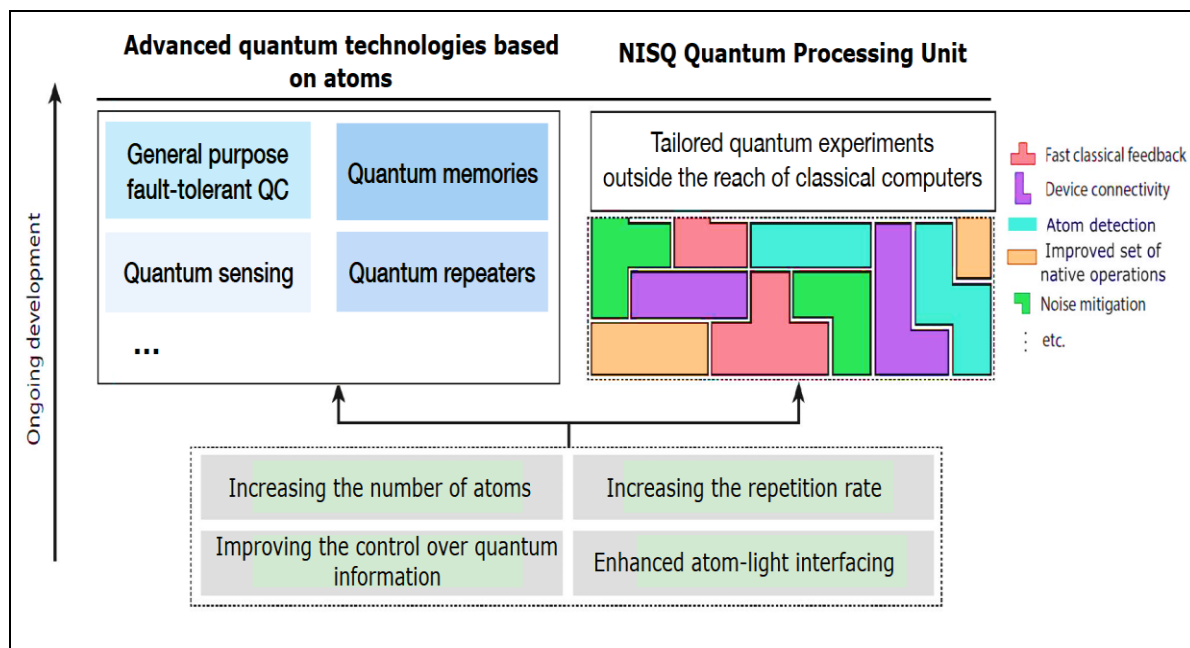 Advanced quantum technologies based
on atoms
NISQ Quantum Processing Unit
Ongoing development
General purpose
fault-tolerant QC
Quantum memories
Quantum sensing
Quantum repeaters
...
Tailored quantum experiments
outside the reach of classical computers
Fast classical feedback
Device connectivity
Atom detection
Improved set of
native operations
Noise mitigation
⋮ etc.
Increasing the number of atoms
Increasing the repetition rate
Improving the control over quantum
information
Enhanced atom-light interfacing